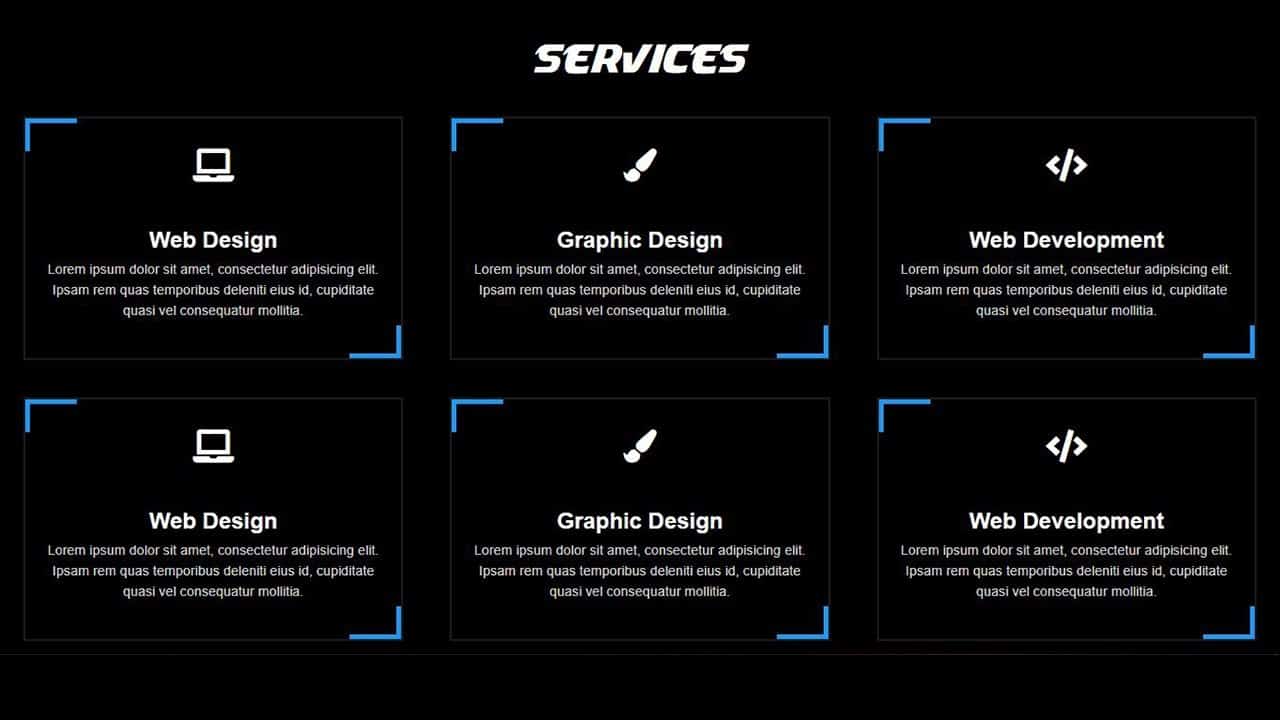 SERVICES
Web Design
Lorem ipsum dolor sit amet, consectetur adipisicing elit.
Ipsam rem quas temporibus deleniti eius id, cupiditate
quasi vel consequatur mollitia.
Graphic Design
Lorem ipsum dolor sit amet, consectetur adipisicing elit.
Ipsam rem quas temporibus deleniti eius id, cupiditate
quasi vel consequatur mollitia.
Web Development
Lorem ipsum dolor sit amet, consectetur adipisicing elit.
Ipsam rem quas temporibus deleniti eius id, cupiditate
quasi vel consequatur mollitia.
Web Design
Lorem ipsum dolor sit amet, consectetur adipisicing elit.
Ipsam rem quas temporibus deleniti eius id, cupiditate
quasi vel consequatur mollitia.
Graphic Design
Lorem ipsum dolor sit amet, consectetur adipisicing elit.
Ipsam rem quas temporibus deleniti eius id, cupiditate
quasi vel consequatur mollitia.
Web Development
Lorem ipsum dolor sit amet, consectetur adipisicing elit.
Ipsam rem quas temporibus deleniti eius id, cupiditate
quasi vel consequatur mollitia.